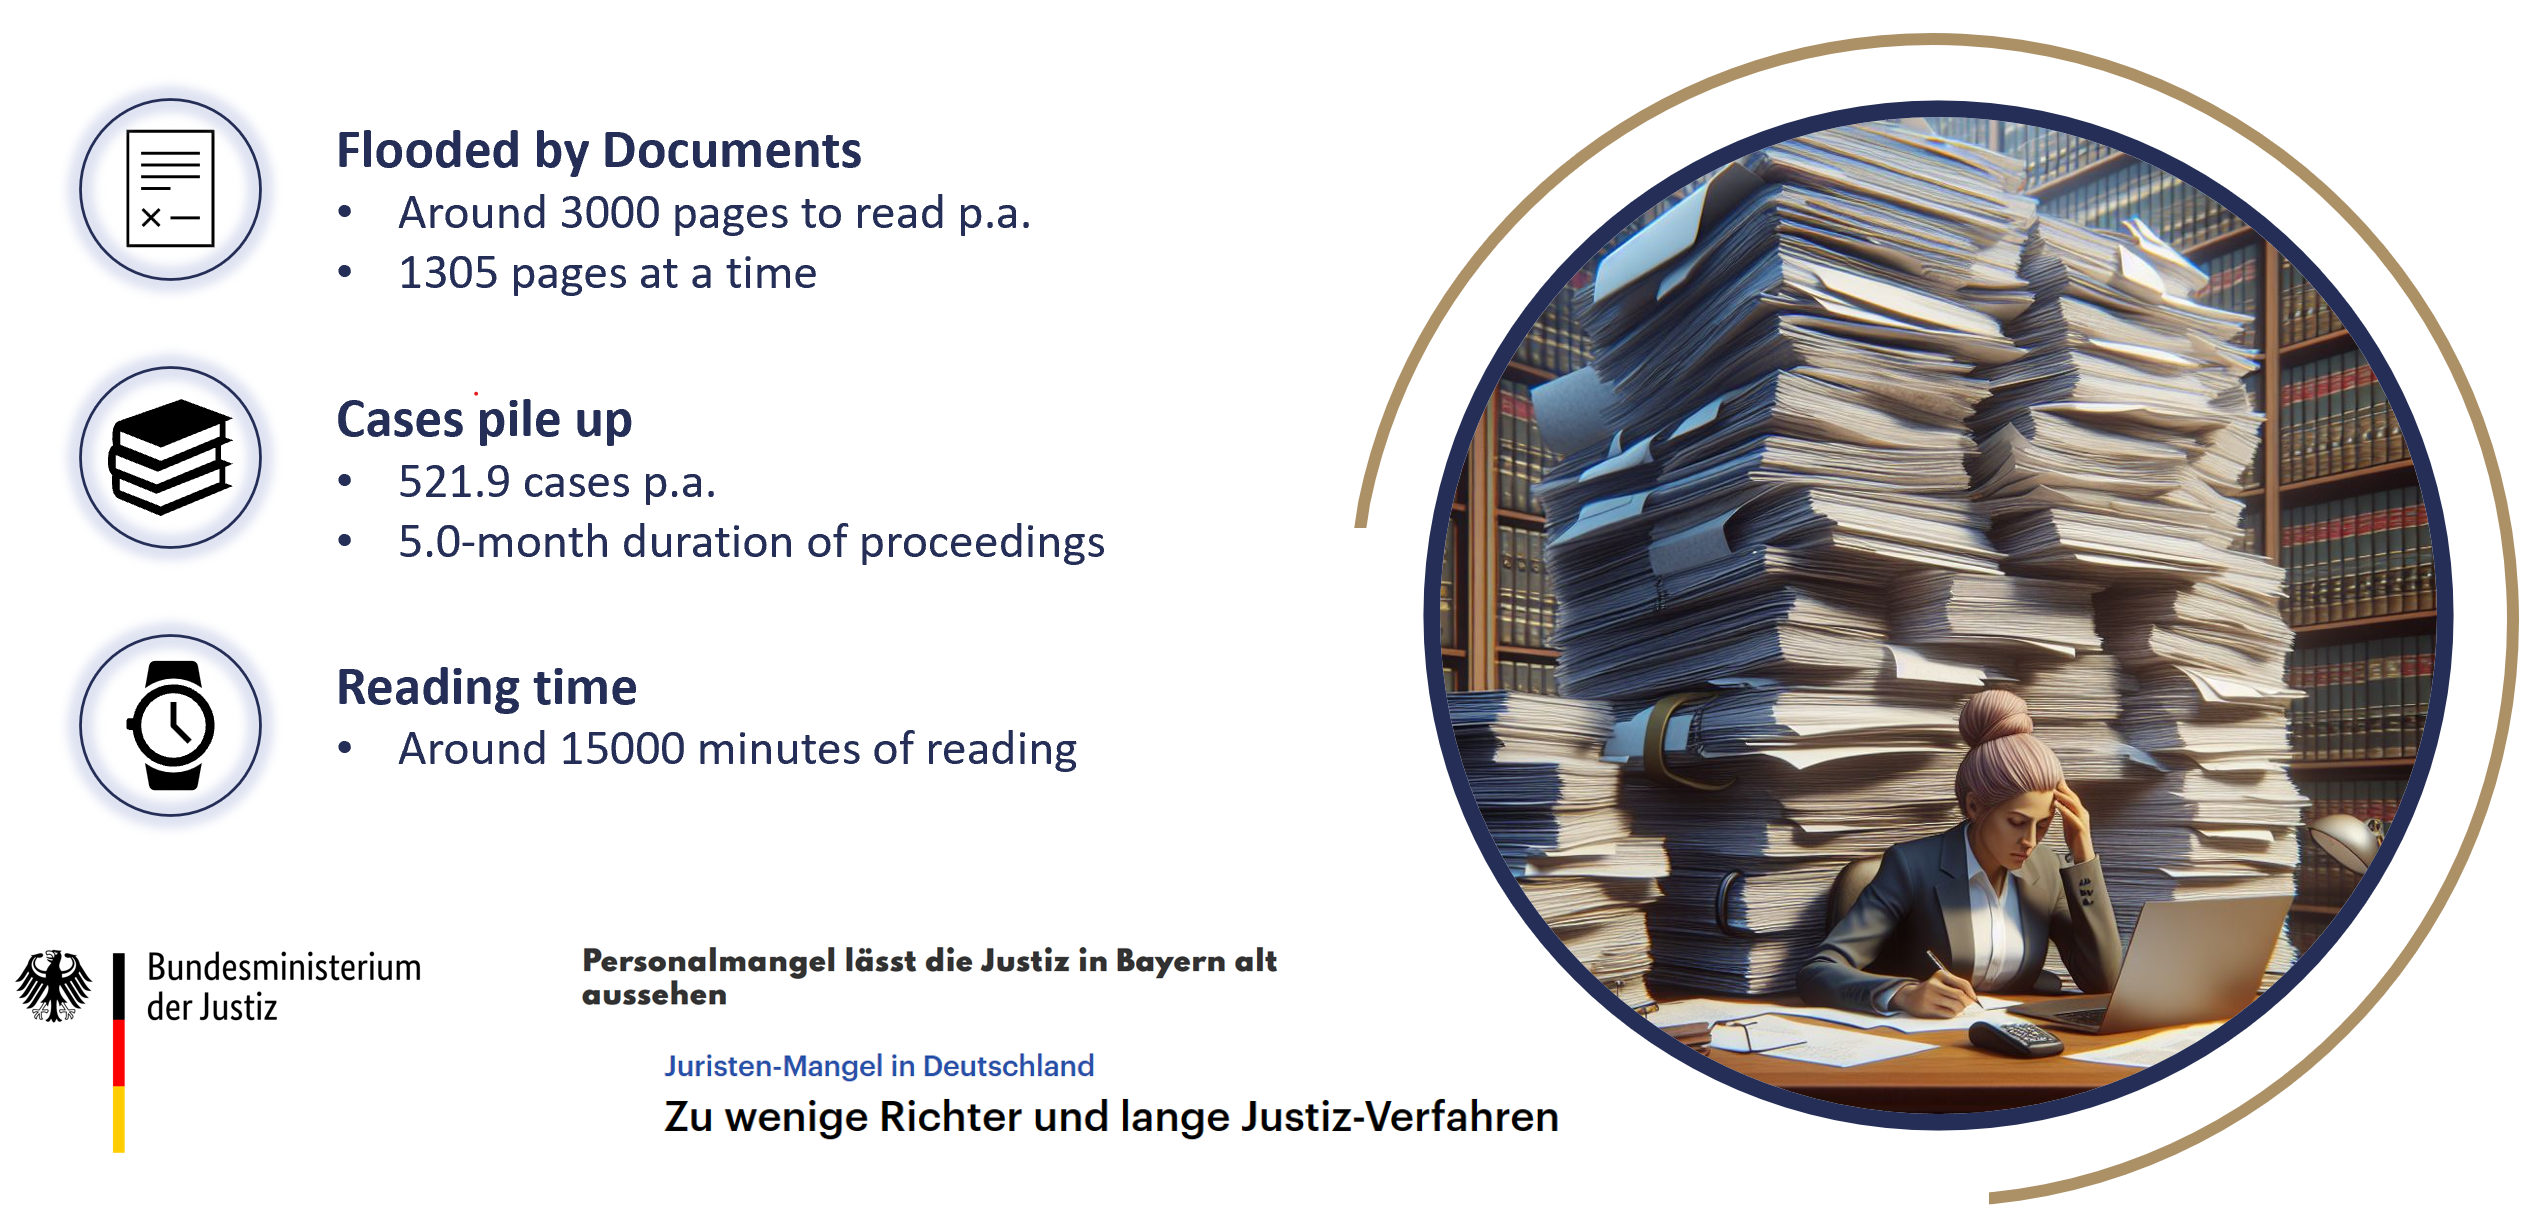 Flooded by Documents
• Around 3000 pages to read p.a.
• 1305 pages at a time
Cases pile up
• 521.9 cases p.a.
• 5.0-month duration of proceedings
Reading time
• Around 15000 minutes of reading
Bundesministerium
der Justiz
Personalmangel lässt die Justiz in Bayern alt
aussehen
Juristen-Mangel in Deutschland
Zu wenige Richter und lange Justiz-Verfahren